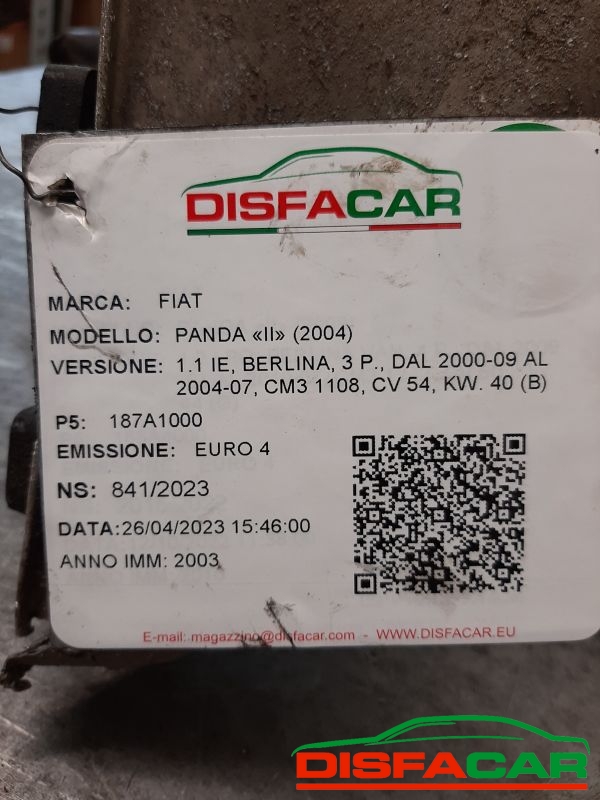 DISFACAR
MARCA: FIAT
MODELLO: PANDA «II» (2004)
VERSIONE: 1.1 IE, BERLINA, 3 P., DAL 2000-09 AL
2004-07, CM3 1108, CV 54, KW. 40 (B)
P5: 187A1000
EMISSIONE: EURO 4
NS: 841/2023
DATA:26/04/2023 15:46:00
ANNO IMM: 2003
E-mail: magazzino@disfacar.com - WWW.DISFACAR.EU
DISFACAR